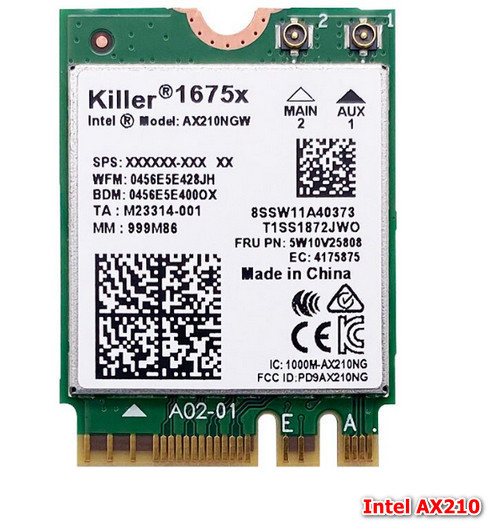 2 1
Killer®1675x
Intel ® Model: AX210NGW
MAIN
2
AUX
1
SPS: XXXXXX-XXX XX
WFM: 0456E5E428JH
BDM: 0456E5E400OX
TA : M23314-001
MM : 999M86
8SSW11A40373
T1SS1872JWO
FRU PN: 5W10V25808
EC: 4175875
Made in China
CCC
CE
IC: 1000M-AX210NG
FCC ID:PD9AX210NG
A02-01
E
A
Intel AX210